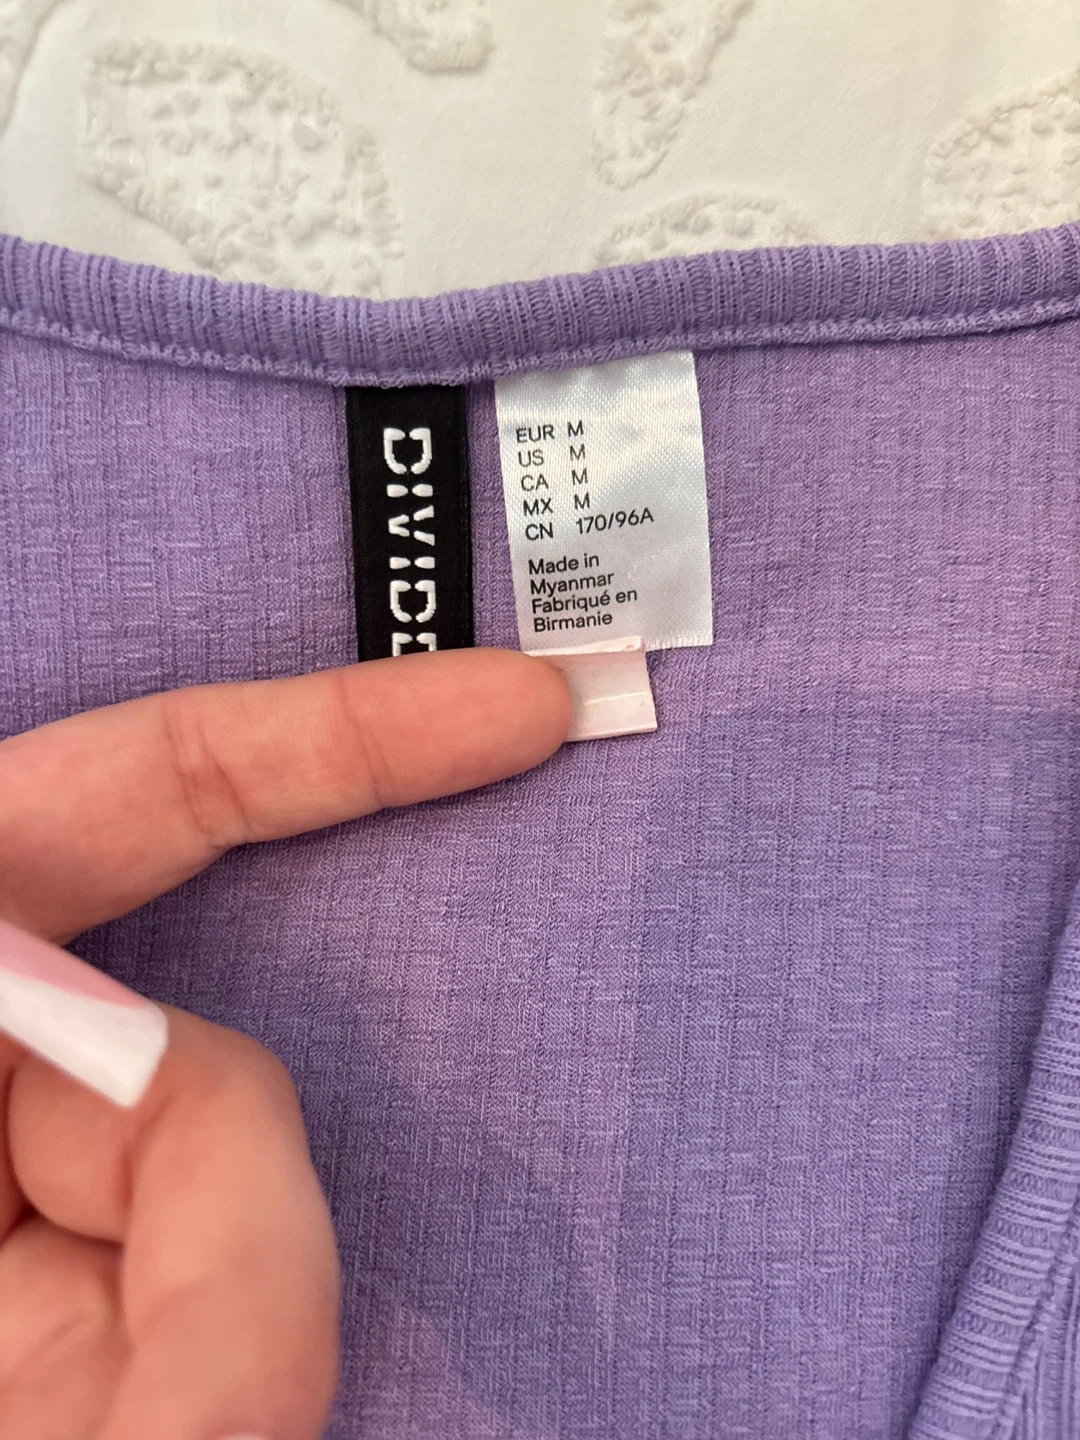 DIVIDE
EUR M
US M
CA M
MX M
CN 170/96A
Made in
Myanmar
Fabriqué en
Birmanie